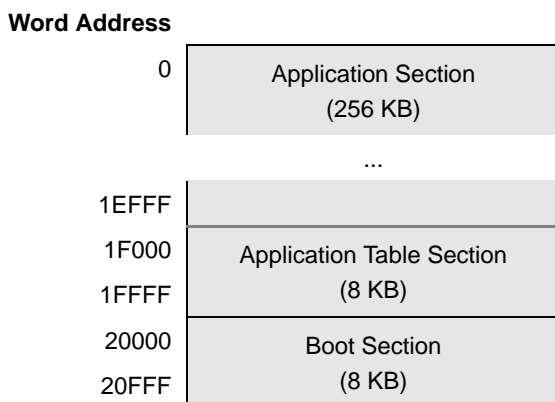 Word Address
0
Application Section
(256 KB)
...
1EFFF
1F000
Application Table Section
1FFFF
(8 KB)
20000
Boot Section
20FFF
(8 KB)